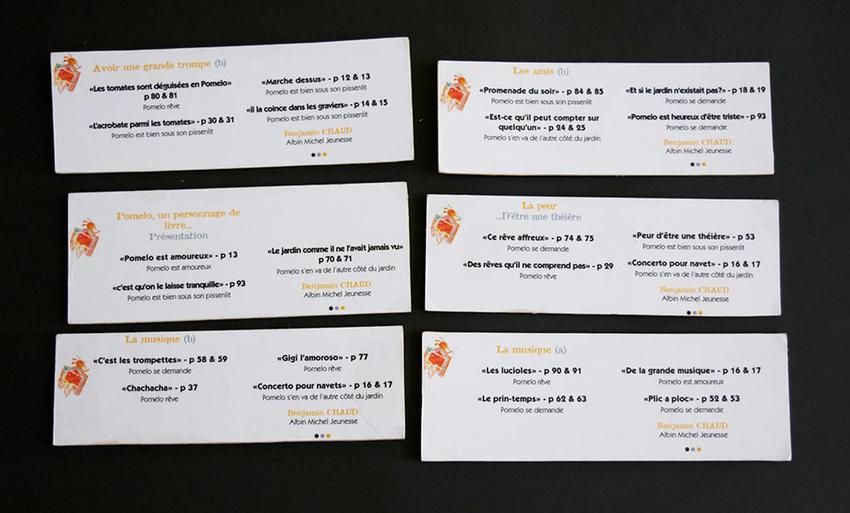 Avoir une grande trompe (b)
«Les tomates sont déguisées en Pomelo»
p 80 & 81
Pomelo rêve
«L'acrobate parmi les tomates» - p 30 & 31
Pomelo est bien sous son pissenlit
«Marche dessus» - p 12 & 13
Pomelo est bien sous son pissenlit
«il la coince dans les graviers» - p 14 & 15
Pomelo est bien sous son pissenlit
Benjamin CHAUD
Albin Michel Jeunesse
Les amis (b)
«Promenade du soir» - p 84 & 85
Pomelo est bien sous son pissenlit
«Est-ce qu'il peut compter sur
quelqu'un» - p 24 & 25
Pomelo s'en va de l'autre côté du jardin
«Et si le jardin n'existait pas?» - p 18 & 19
Pomelo se demande
«Pomelo est heureux d'être triste» - p 93
Pomelo se demande
Benjamin CHAUD
Albin Michel Jeunesse
Pomelo, un personnage de
livre...
Présentation
«Pomelo est amoureux» - p 13
Pomelo est amoureux
«c'est qu'on le laisse tranquille» - p 93
Pomelo est bien sous son pissenlit
«Le jardin comme il ne l'avait jamais vu»
p 70 & 71
Pomelo s'en va de l'autre côté du jardin
Benjamin CHAUD
Albin Michel Jeunesse
La peur
...D'être une théière
«Ce rêve affreux» - p 74 & 75
Pomelo se demande
«Des rêves qu'il ne comprend pas» - p 29
Pomelo rêve
«Peur d'être une théière» - p 53
Pomelo est bien sous son pissenlit
«Concerto pour navet» - p 16 & 17
Pomelo s'en va de l'autre côté du jardin
Benjamin CHAUD
Albin Michel Jeunesse
La musique (b)
«C'est les trompettes» - p 58 & 59
Pomelo se demande
«Chachacha» - p 37
Pomelo rêve
«Gigi l'amoroso» - p 77
Pomelo rêve
«Concerto pour navets» - p 16 & 17
Pomelo s'en va de l'autre côté du jardin
Benjamin CHAUD
Albin Michel Jeunesse
La musique (a)
«Les lucioles» - p 90 & 91
Pomelo rêve
«Le prin-temps» - p 62 & 63
Pomelo se demande
«De la grande musique» - p 16 & 17
Pomelo est amoureux
«Plic a ploc» - p 52 & 53
Pomelo se demande
Benjamin CHAUD
Albin Michel Jeunesse